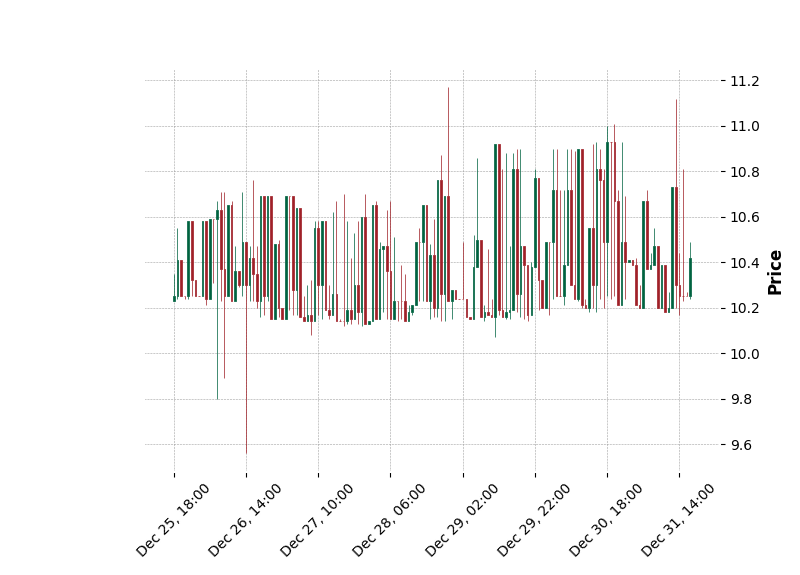 11.2
11.0
10.8
10.6
10.4
10.2
10.0
9.8
9.6
Price
Dec 25, 18:00
Dec 26, 14:00
Dec 27, 10:00
Dec 28, 06:00
Dec 29, 02:00
Dec 29, 22:00
Dec 30, 18:00
Dec 31, 14:00